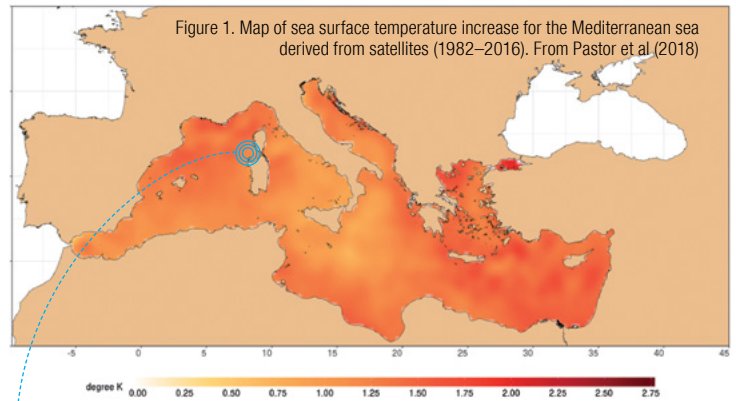 Figure 1. Map of sea surface temperature increase for the Mediterranean sea
derived from satellites (1982–2016). From Pastor et al (2018)
-5 0 5 10 15 20 25 30 35 40 45
degree K 0.00 0.25 0.50 0.75 1.00 1.25 1.50 1.75 2.00 2.25 2.50 2.75